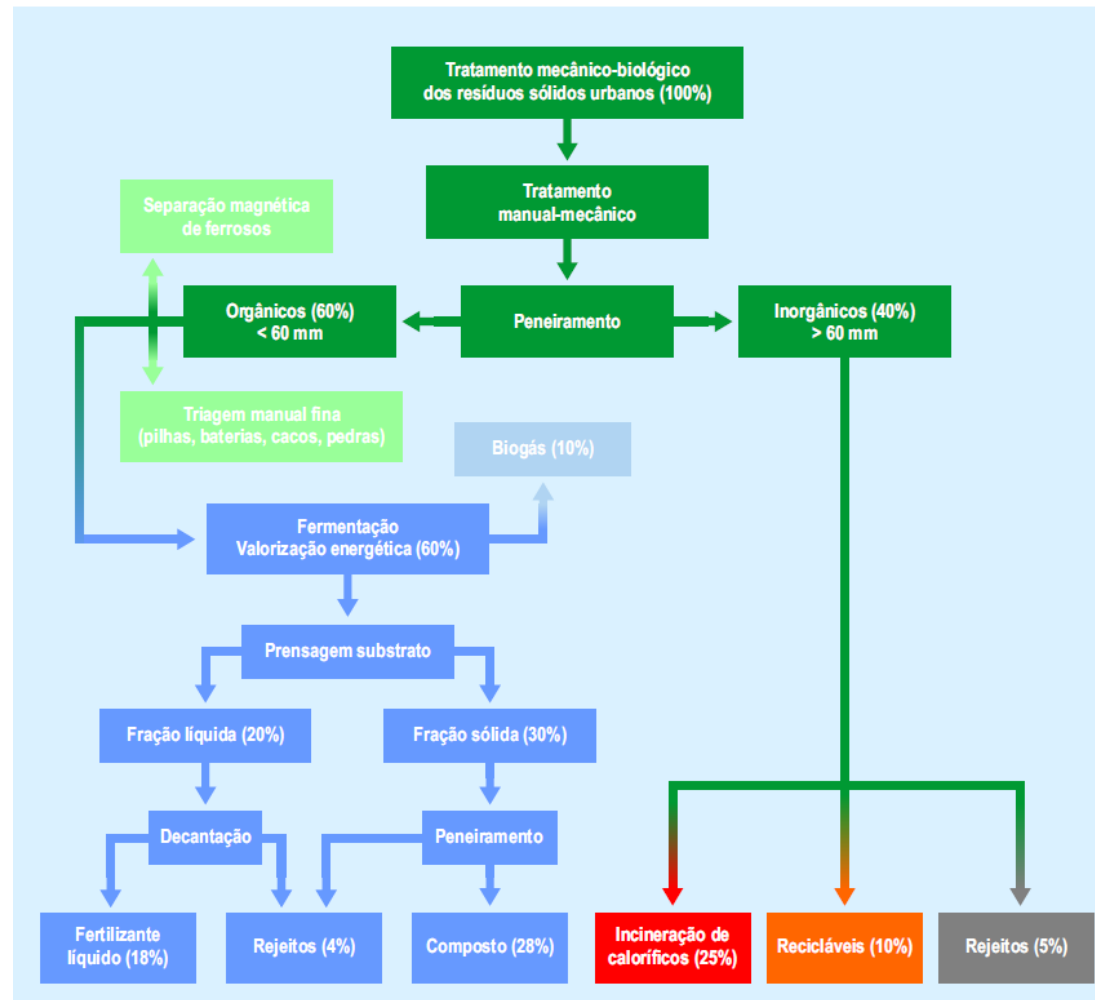 Tratamento mecânico-biológico
dos resíduos sólidos urbanos (100%)
Tratamento
manual-mecânico
Separação magnética
de ferrosos
Orgânicos (60%)
< 60 mm
Peneiramento
Inorgânicos (40%)
> 60 mm
Triagem manual fina
(pilhas, baterias, cacos, pedras)
Biogás (10%)
Fermentação
Valorização energética (60%)
Prensagem substrato
Fração líquida (20%)
Fração sólida (30%)
Decantação
Peneiramento
Fertilizante
líquido (18%)
Rejeitos (4%)
Composto (28%)
Incineração de
caloríficos (25%)
Recicláveis (10%)
Rejeitos (5%)